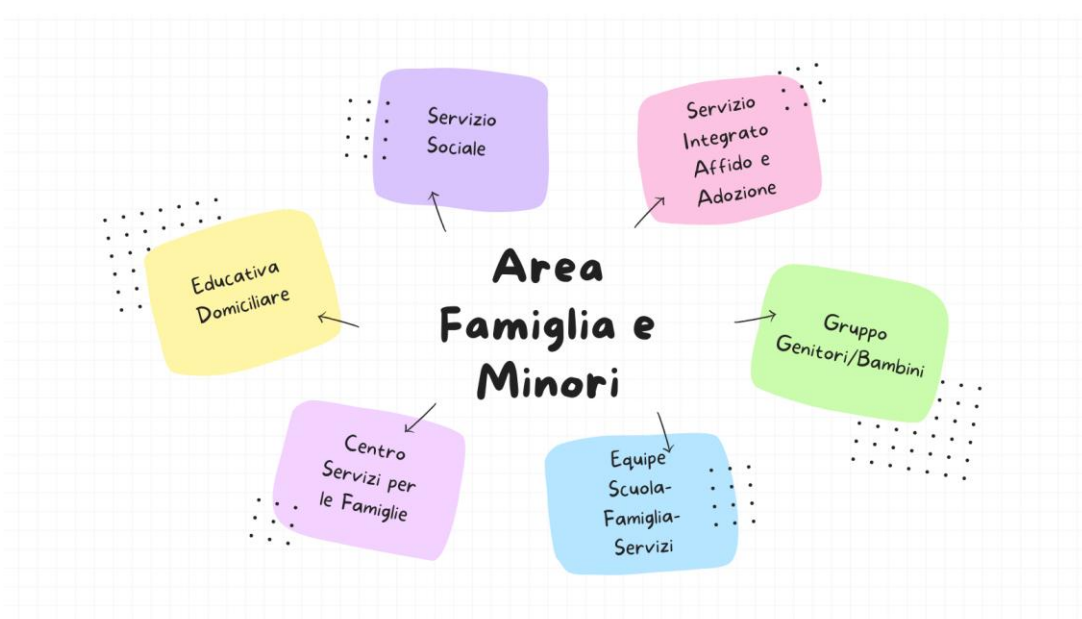 Servizio
Sociale
Servizio
Integrato
Affido e
Adozione
Educativa
Domiciliare
Area
Famiglia e
Minori
Gruppo
Genitori/Bambini
Centro
Servizi per
le Famiglie
Equipe
Scuola-
Famiglia-
Servizi